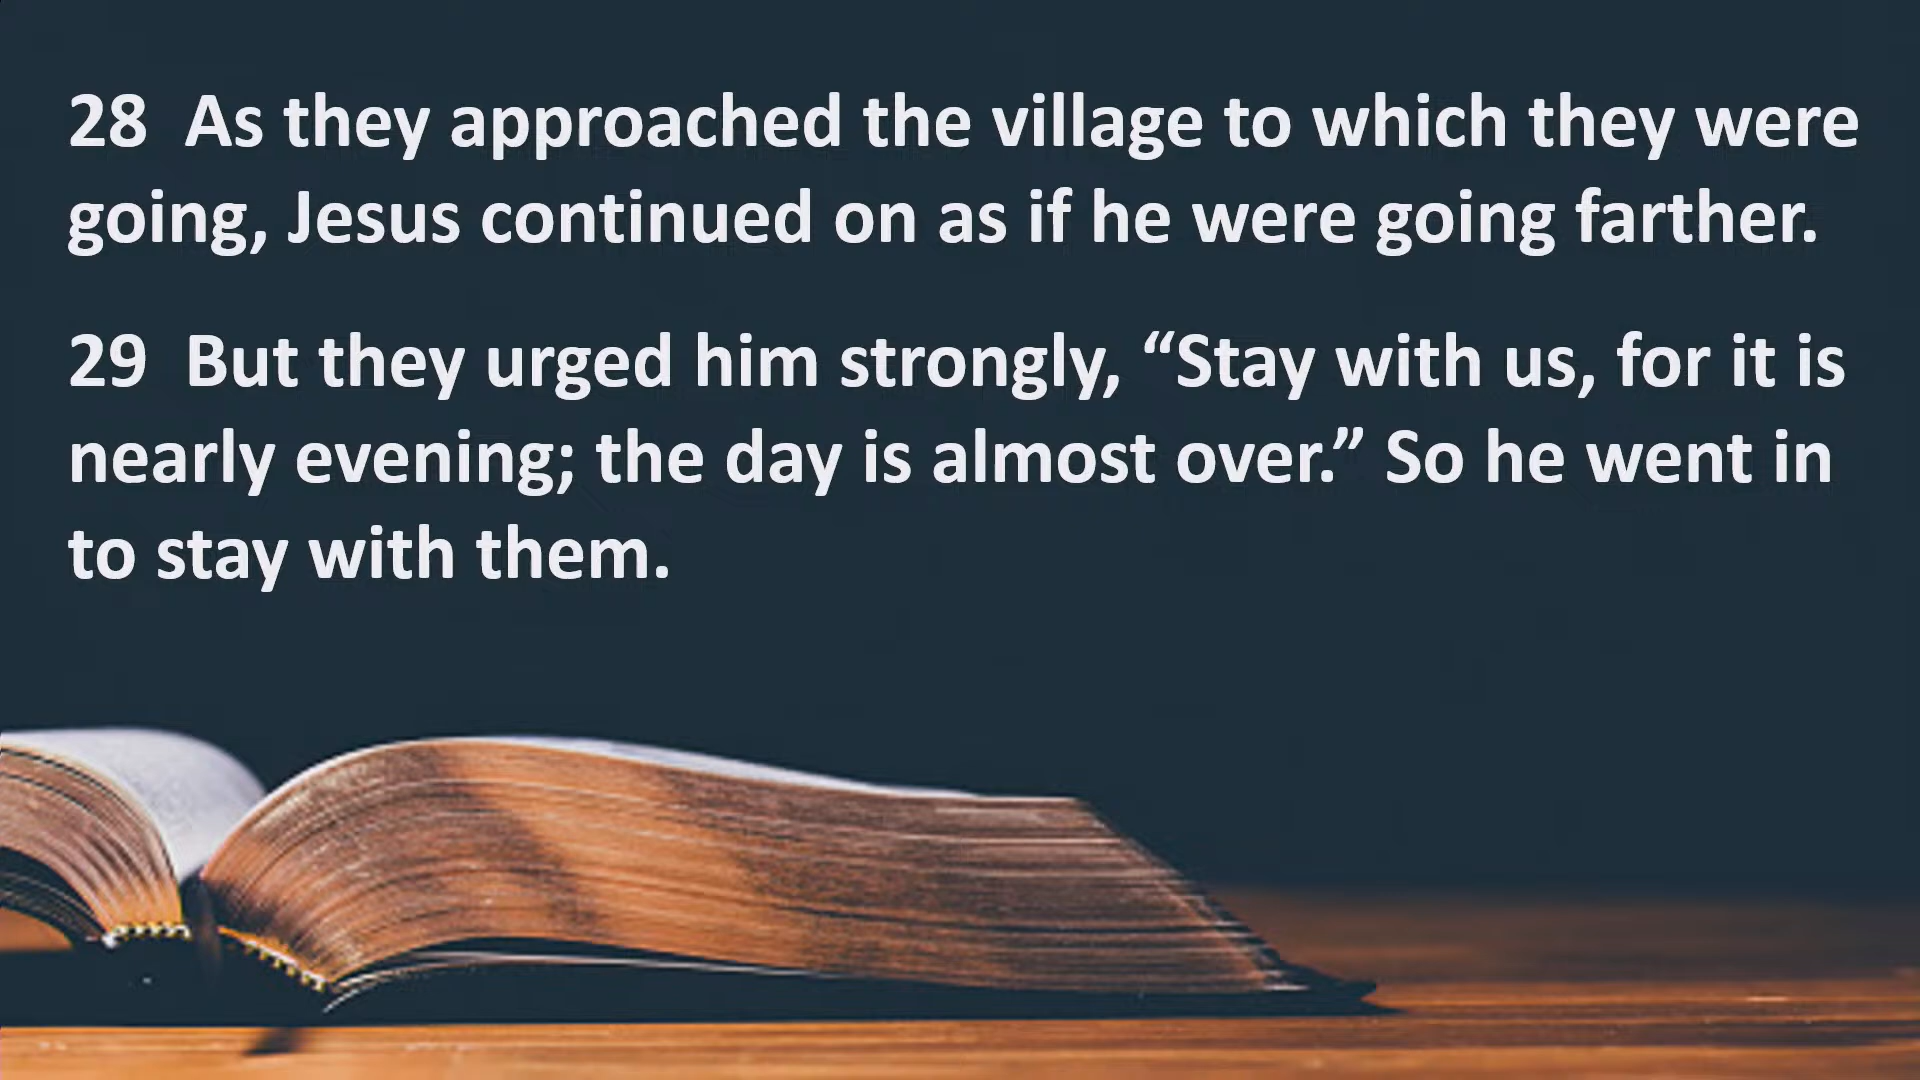 28  As they approached the village to which they were
going, Jesus continued on as if he were going farther.
29  But they urged him strongly, “Stay with us, for it is
nearly evening; the day is almost over.” So he went in
to stay with them.